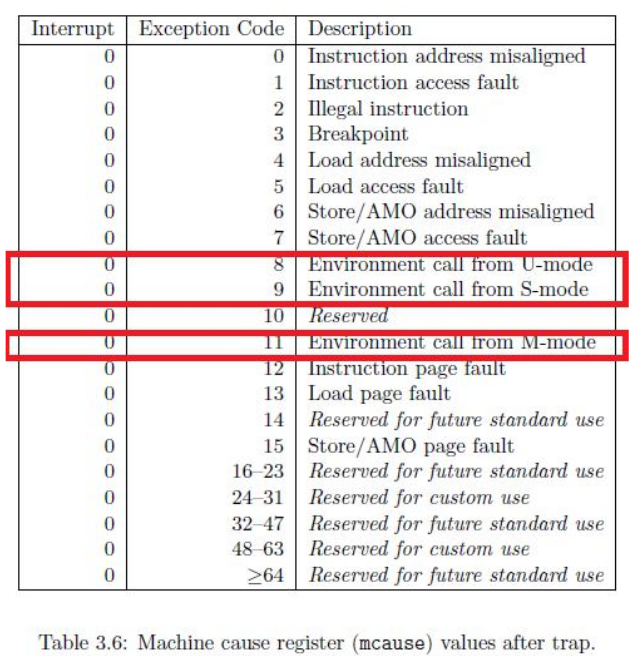 Interrupt Exception Code Description
0 0 Instruction address misaligned
0 1 Instruction access fault
0 2 Illegal instruction
0 3 Breakpoint
0 4 Load address misaligned
0 5 Load access fault
0 6 Store/AMO address misaligned
0 7 Store/AMO access fault
0 8 Environment call from U-mode
0 9 Environment call from S-mode
0 10 Reserved
0 11 Environment call from M-mode
0 12 Instruction page fault
0 13 Load page fault
0 14 Reserved for future standard use
0 15 Store/AMO page fault
0 16–23 Reserved for future standard use
0 24–31 Reserved for custom use
0 32–47 Reserved for future standard use
0 48–63 Reserved for custom use
0 ≥64 Reserved for future standard use
Table 3.6: Machine cause register (mcause) values after trap.